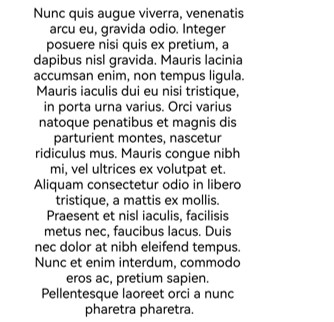 Nunc quis augue viverra, venenatis
arcu eu, gravida odio. Integer
posuere nisi quis ex pretium, a
dapibus nisl gravida. Mauris lacinia
accumsan enim, non tempus ligula.
Mauris iaculis dui eu nisi tristique,
in porta urna varius. Orci varius
natoque penatibus et magnis dis
parturient montes, nascetur
ridiculus mus. Mauris congue nibh
mi, vel ultrices ex volutpat et.
Aliquam consectetur odio in libero
tristique, a mattis ex mollis.
Praesent et nisl iaculis, facilisis
metus nec, faucibus lacus. Duis
nec dolor at nibh eleifend tempus.
Nunc et enim interdum, commodo
eros ac, pretium sapien.
Pellentesque laoreet orci a nunc
pharetra pharetra.